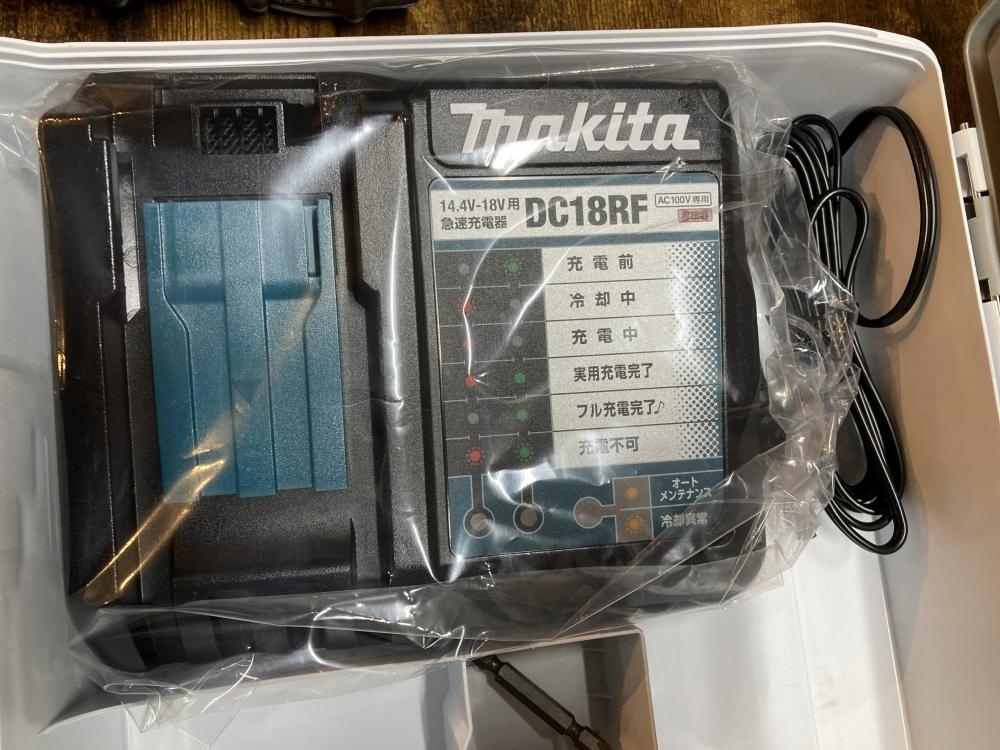 makita
14.4V-18V用
急速充電器
DC18RF
AC100V専用
充電前
冷却中
充電中
実用充電完了
フル充電完了♪
充電不可
オート
メンテナンス
冷却異常